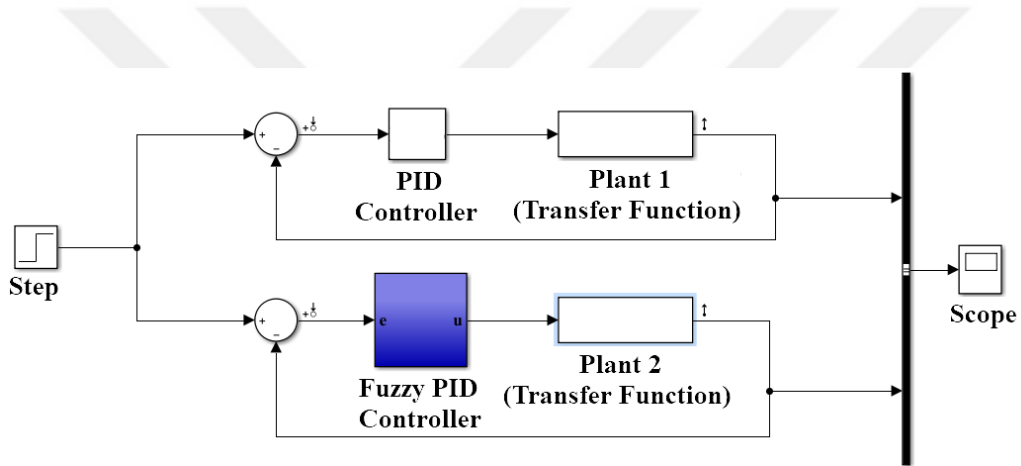 +
−
+
PID
Controller
Plant 1
(Transfer Function)
Step
+
−
+
e
u
Fuzzy PID
Controller
Plant 2
(Transfer Function)
Scope